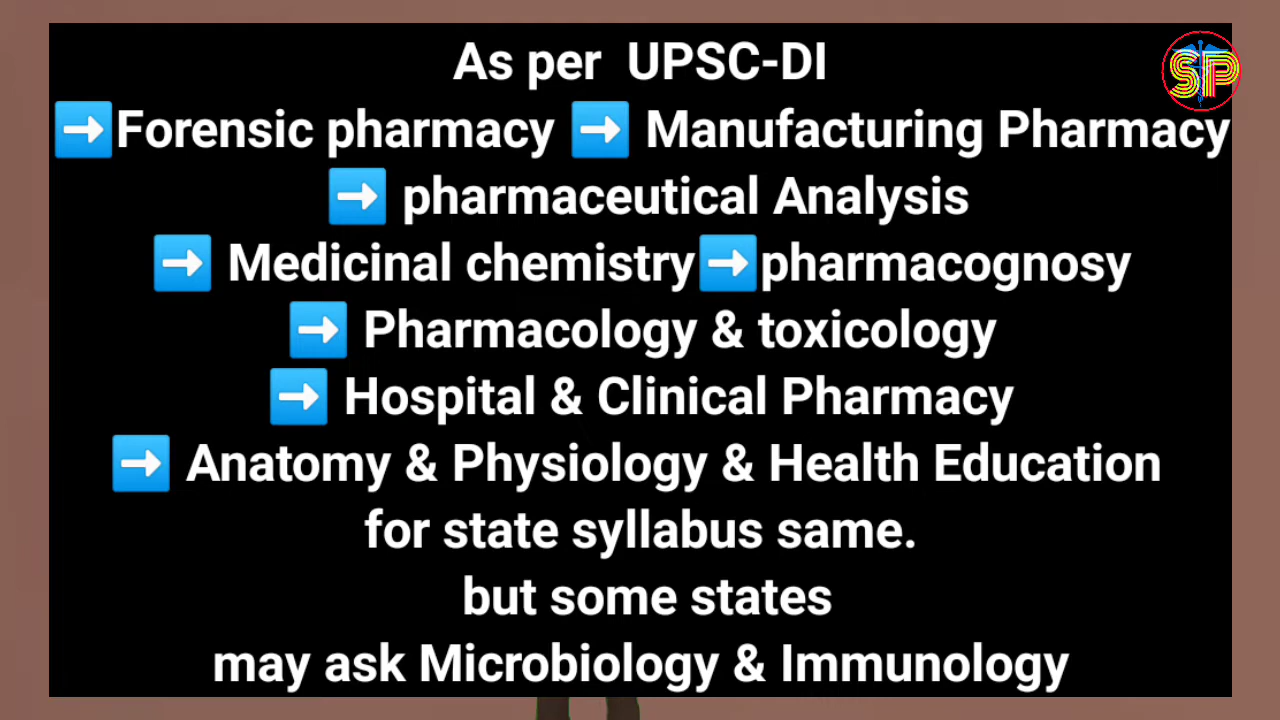 As per UPSC-DI
➡️Forensic pharmacy ➡️ Manufacturing Pharmacy
➡️ pharmaceutical Analysis
➡️ Medicinal chemistry➡️pharmacognosy
➡️ Pharmacology & toxicology
➡️ Hospital & Clinical Pharmacy
➡️ Anatomy & Physiology & Health Education
for state syllabus same.
but some states
may ask Microbiology & Immunology
SP